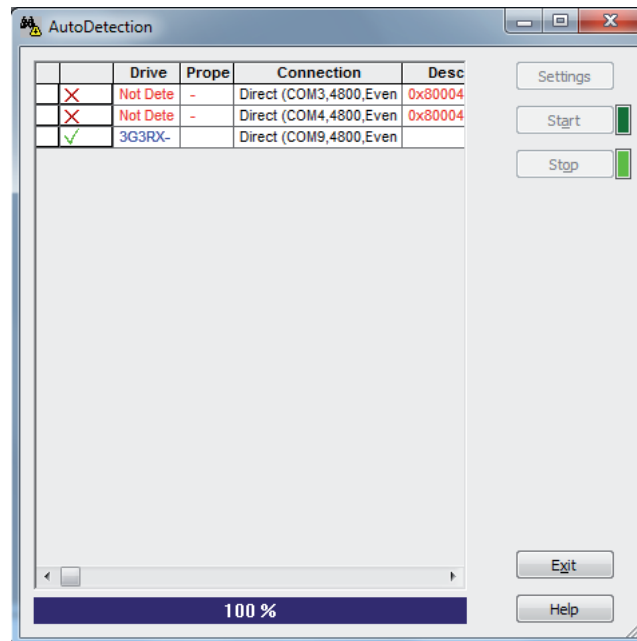 AutoDetection
Drive Prope Connection Desc
Not Dete - Direct (COM3,4800,Even 0x80004
Not Dete - Direct (COM4,4800,Even 0x80004
3G3RX- Direct (COM9,4800,Even
Settings
Start
Stop
Exit
100 %
Help